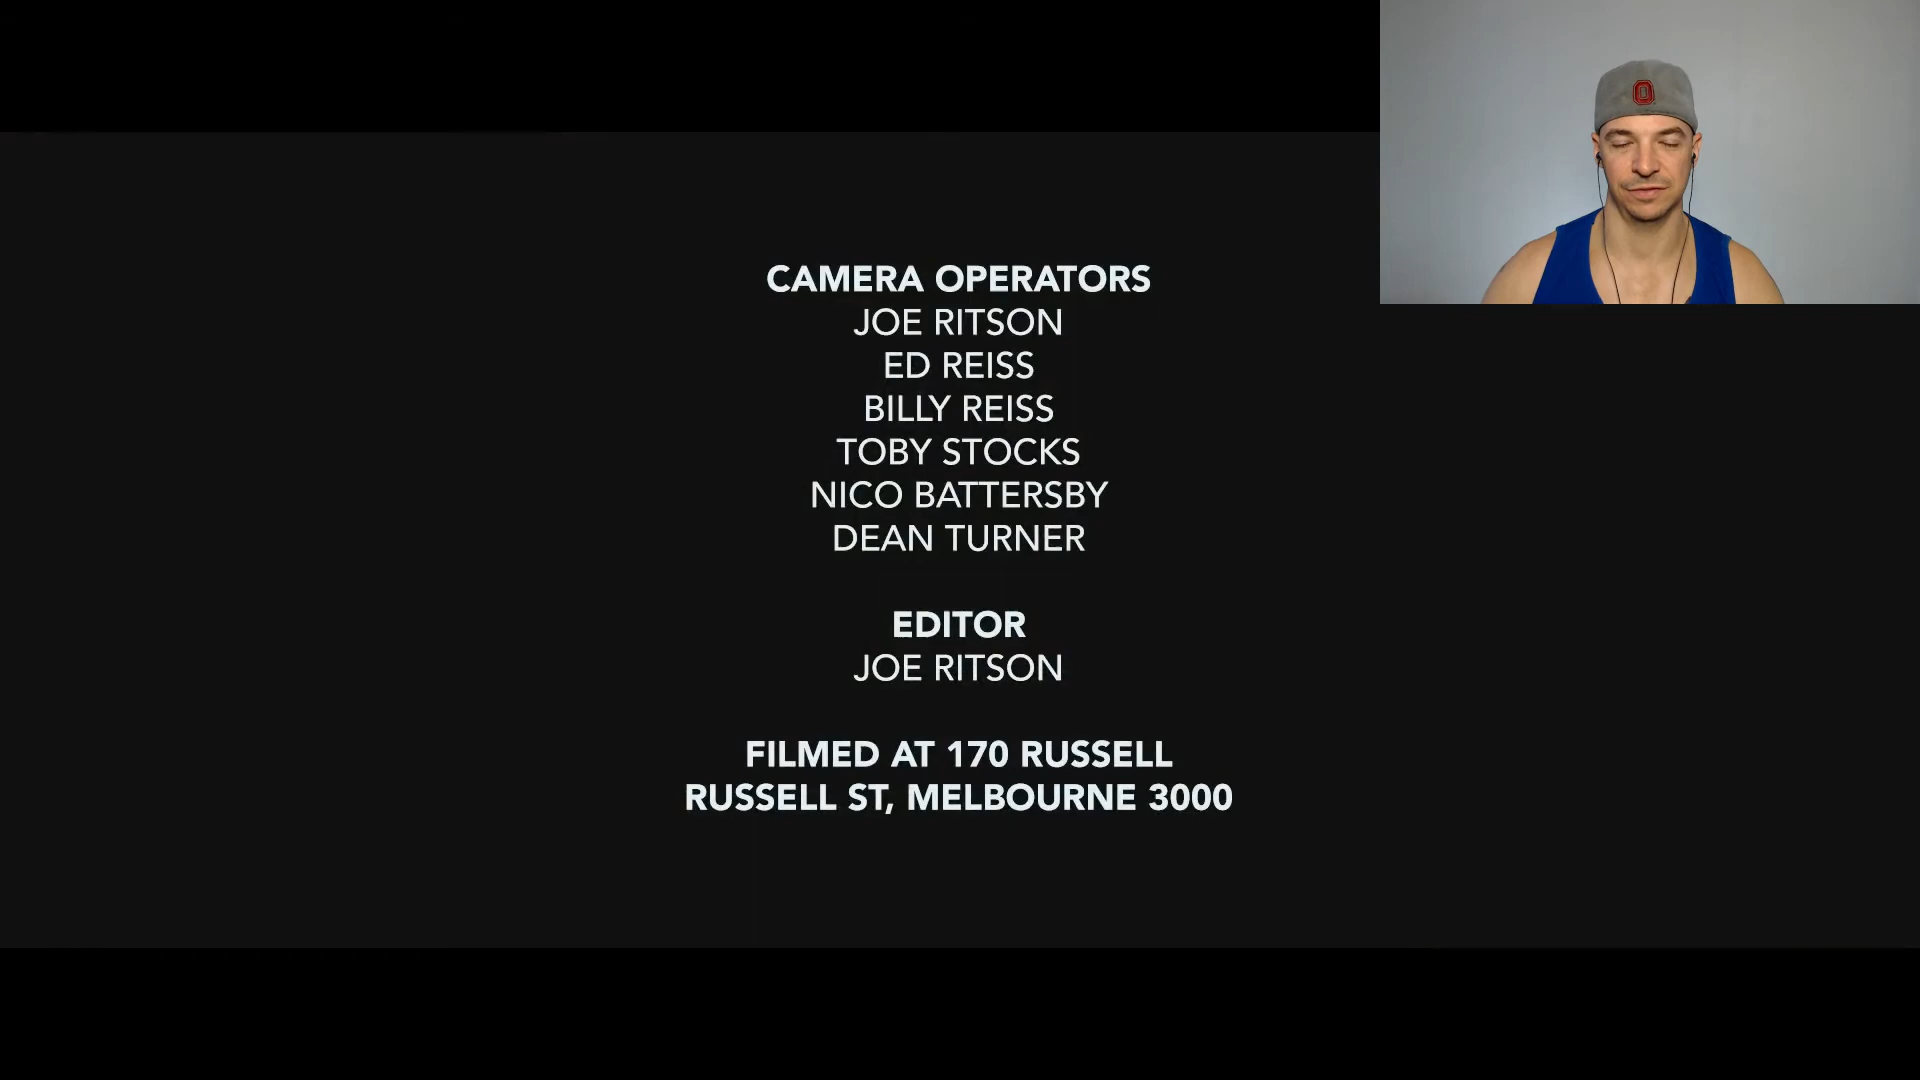 CAMERA OPERATORS
JOE RITSON
ED REISS
BILLY REISS
TOBY STOCKS
NICO BATTERSBY
DEAN TURNER
EDITOR
JOE RITSON
FILMED AT 170 RUSSELL
RUSSELL ST, MELBOURNE 3000
O